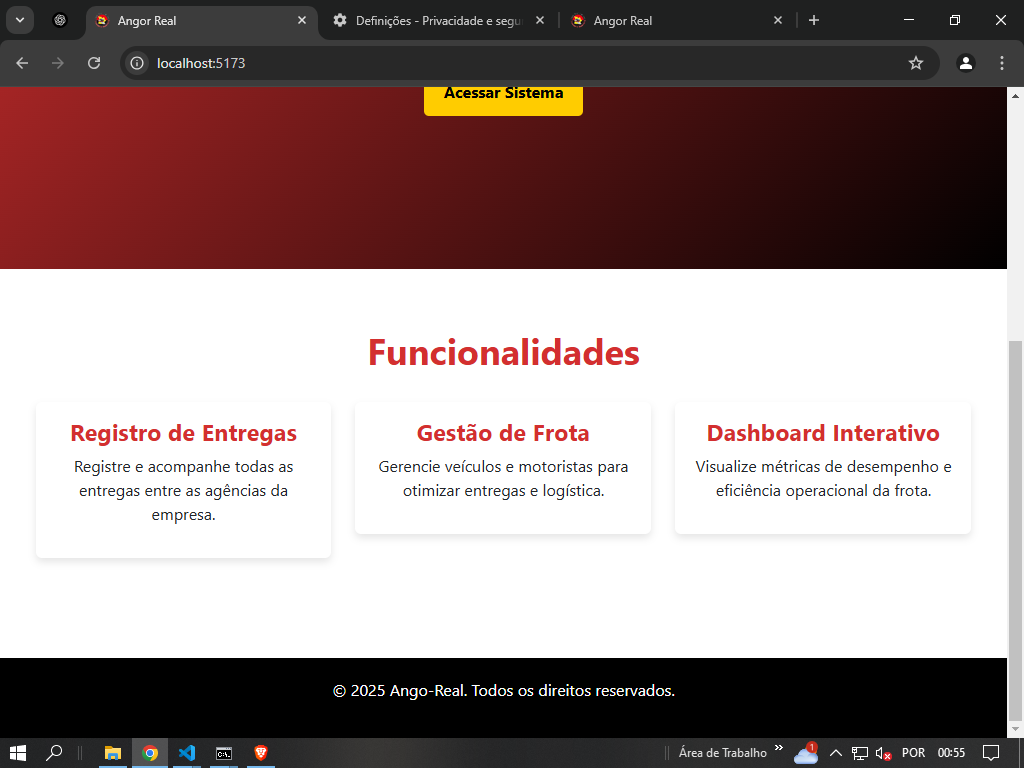 Angor Real
Definições - Privacidade e segu
Angor Real
localhost:5173
Acessar Sistema
Funcionalidades
Registro de Entregas
Registre e acompanhe todas as
entregas entre as agências da
empresa.
Gestão de Frota
Gerencie veículos e motoristas para
otimizar entregas e logística.
Dashboard Interativo
Visualize métricas de desempenho e
eficiência operacional da frota.
© 2025 Ango-Real. Todos os direitos reservados.
Área de Trabalho
1
POR
00:55